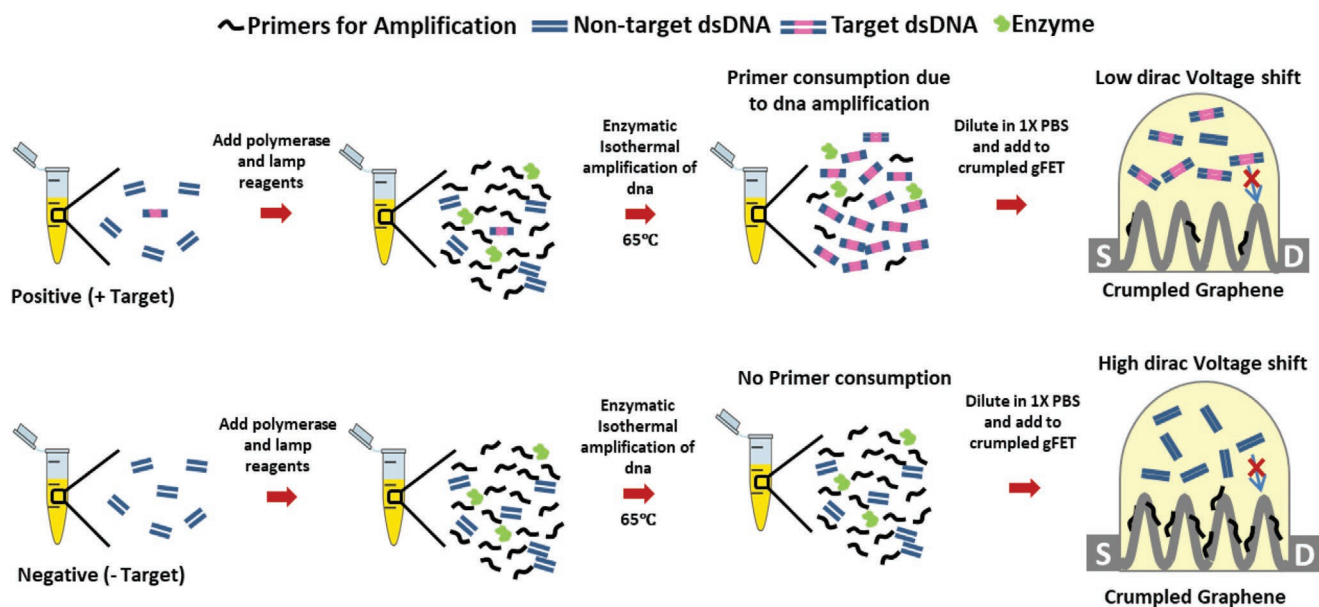 Primers for Amplification Non-target dsDNA Target dsDNA Enzyme
Primer consumption due
to dna amplification
Low dirac Voltage shift
Add polymerase
and lamp
reagents
Enzymatic
Isothermal
amplification of
dna
65°C
Dilute in 1X PBS
and add to
crumpled gFET
Positive (+ Target)
S D
Crumpled Graphene
High dirac Voltage shift
No Primer consumption
Add polymerase
and lamp
reagents
Enzymatic
Isothermal
amplification of
dna
65°C
Dilute in 1X PBS
and add to
crumpled gFET
Negative (- Target)
S D
Crumpled Graphene